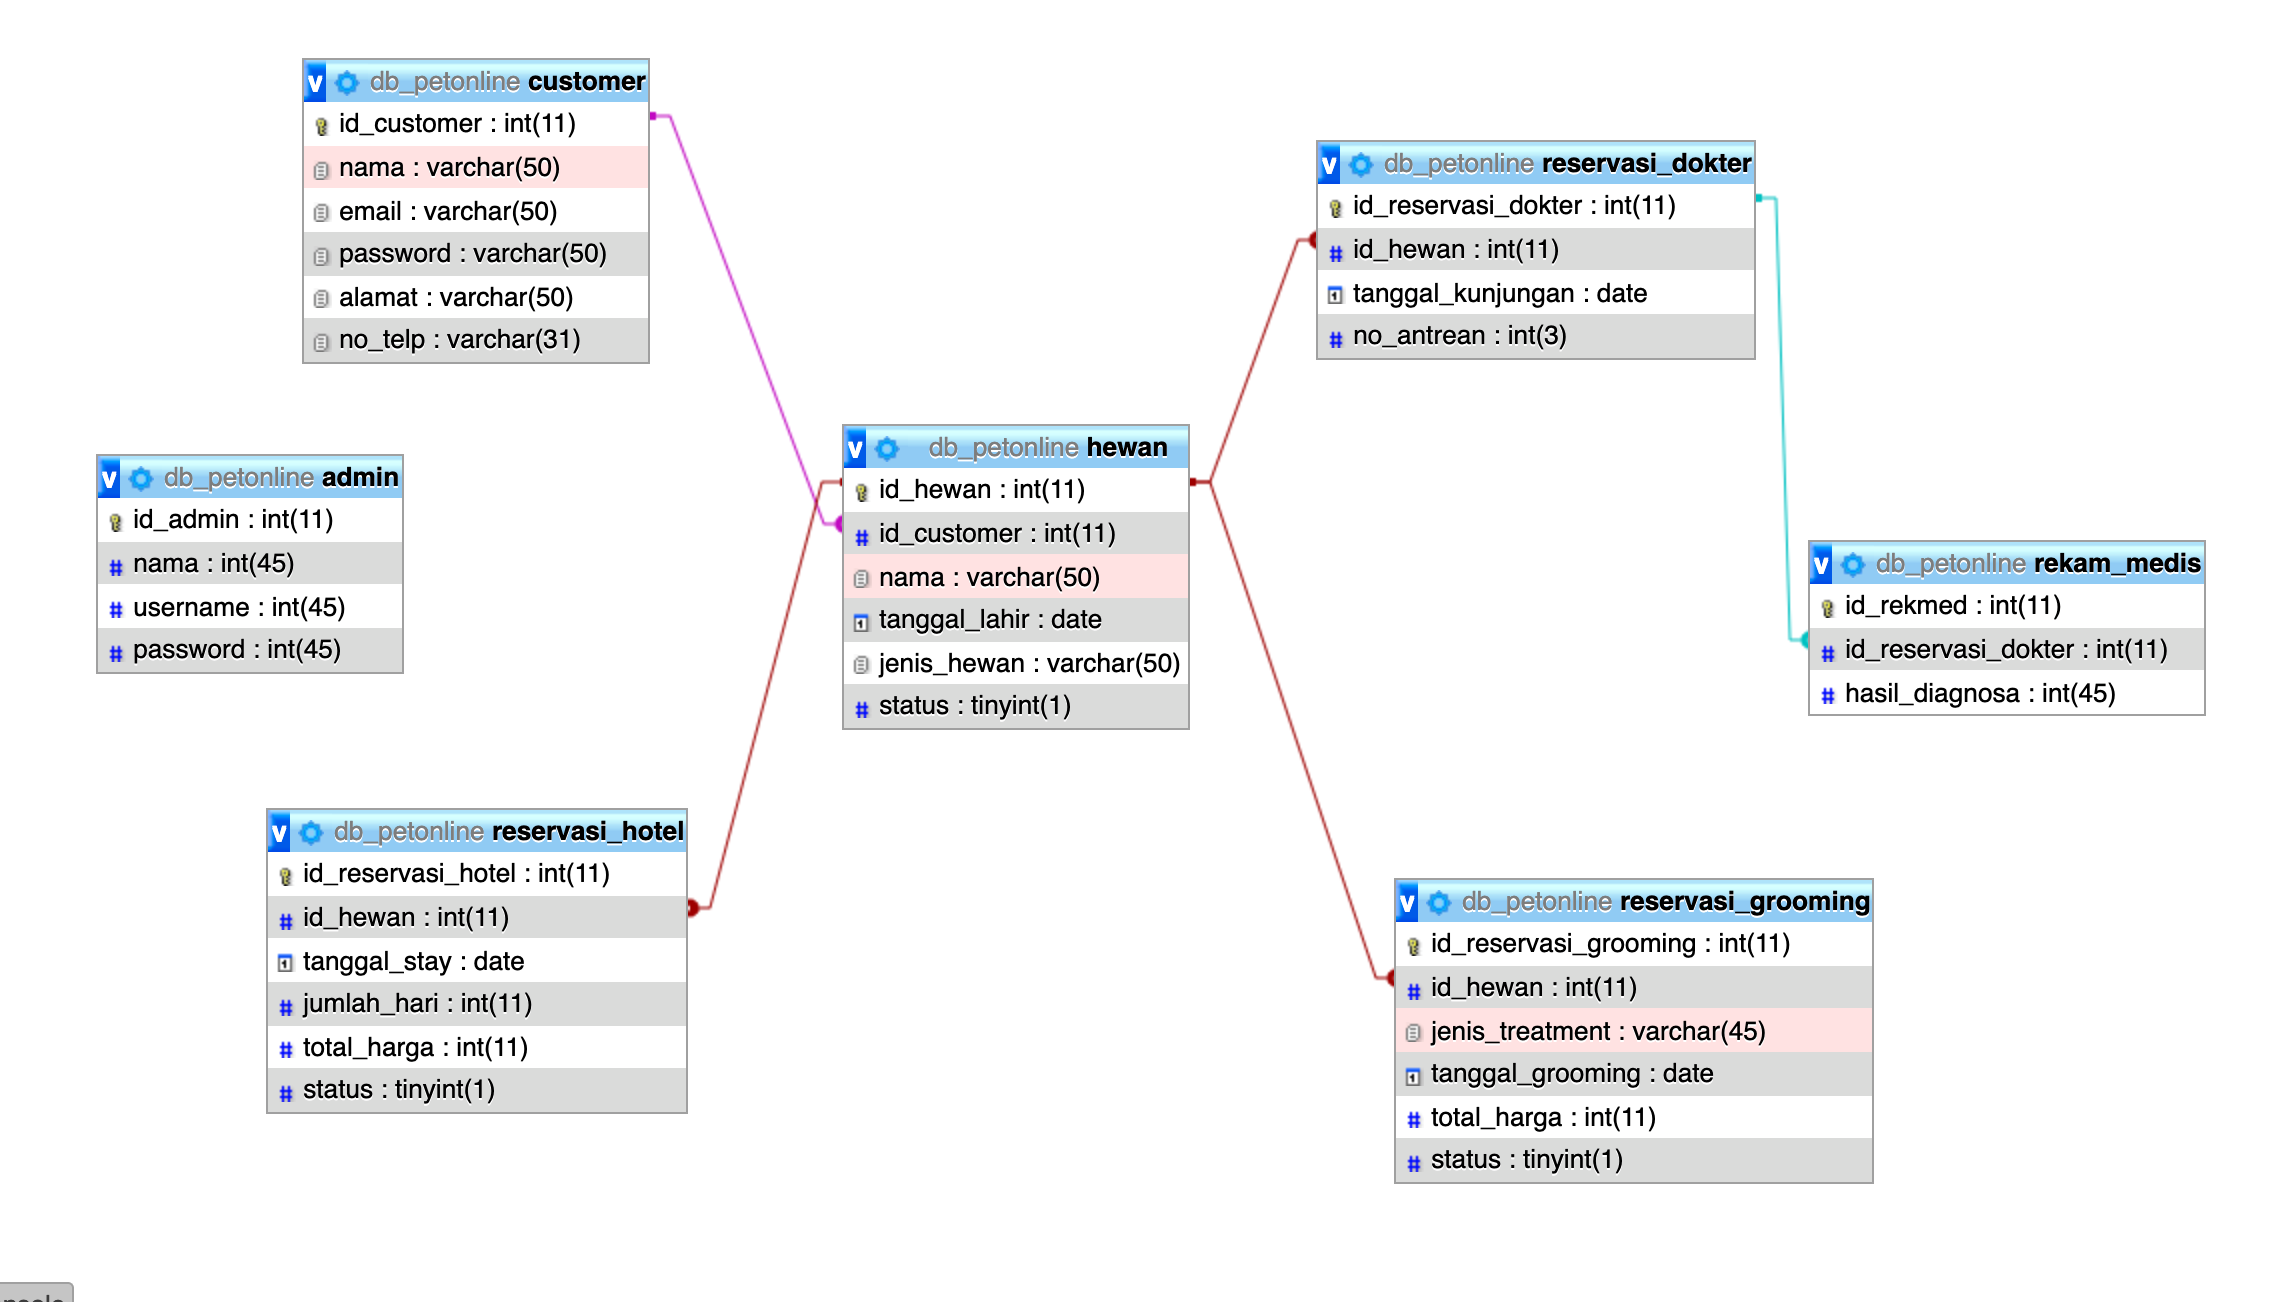 db_petonline customer
id_customer : int(11)
nama : varchar(50)
email : varchar(50)
password : varchar(50)
alamat : varchar(50)
no_telp : varchar(31)
db_petonline reservasi_dokter
id_reservasi_dokter : int(11)
id_hewan : int(11)
tanggal_kunjungan : date
no_antrean : int(3)
db_petonline hewan
id_hewan : int(11)
id_customer : int(11)
nama : varchar(50)
tanggal_lahir : date
jenis_hewan : varchar(50)
status : tinyint(1)
db_petonline admin
id_admin : int(11)
nama : int(45)
username : int(45)
password : int(45)
db_petonline rekam_medis
id_rekmed : int(11)
id_reservasi_dokter : int(11)
hasil_diagnosa : int(45)
db_petonline reservasi_hotel
id_reservasi_hotel : int(11)
id_hewan : int(11)
tanggal_stay : date
jumlah_hari : int(11)
total_harga : int(11)
status : tinyint(1)
db_petonline reservasi_grooming
id_reservasi_grooming : int(11)
id_hewan : int(11)
jenis_treatment : varchar(45)
tanggal_grooming : date
total_harga : int(11)
status : tinyint(1)